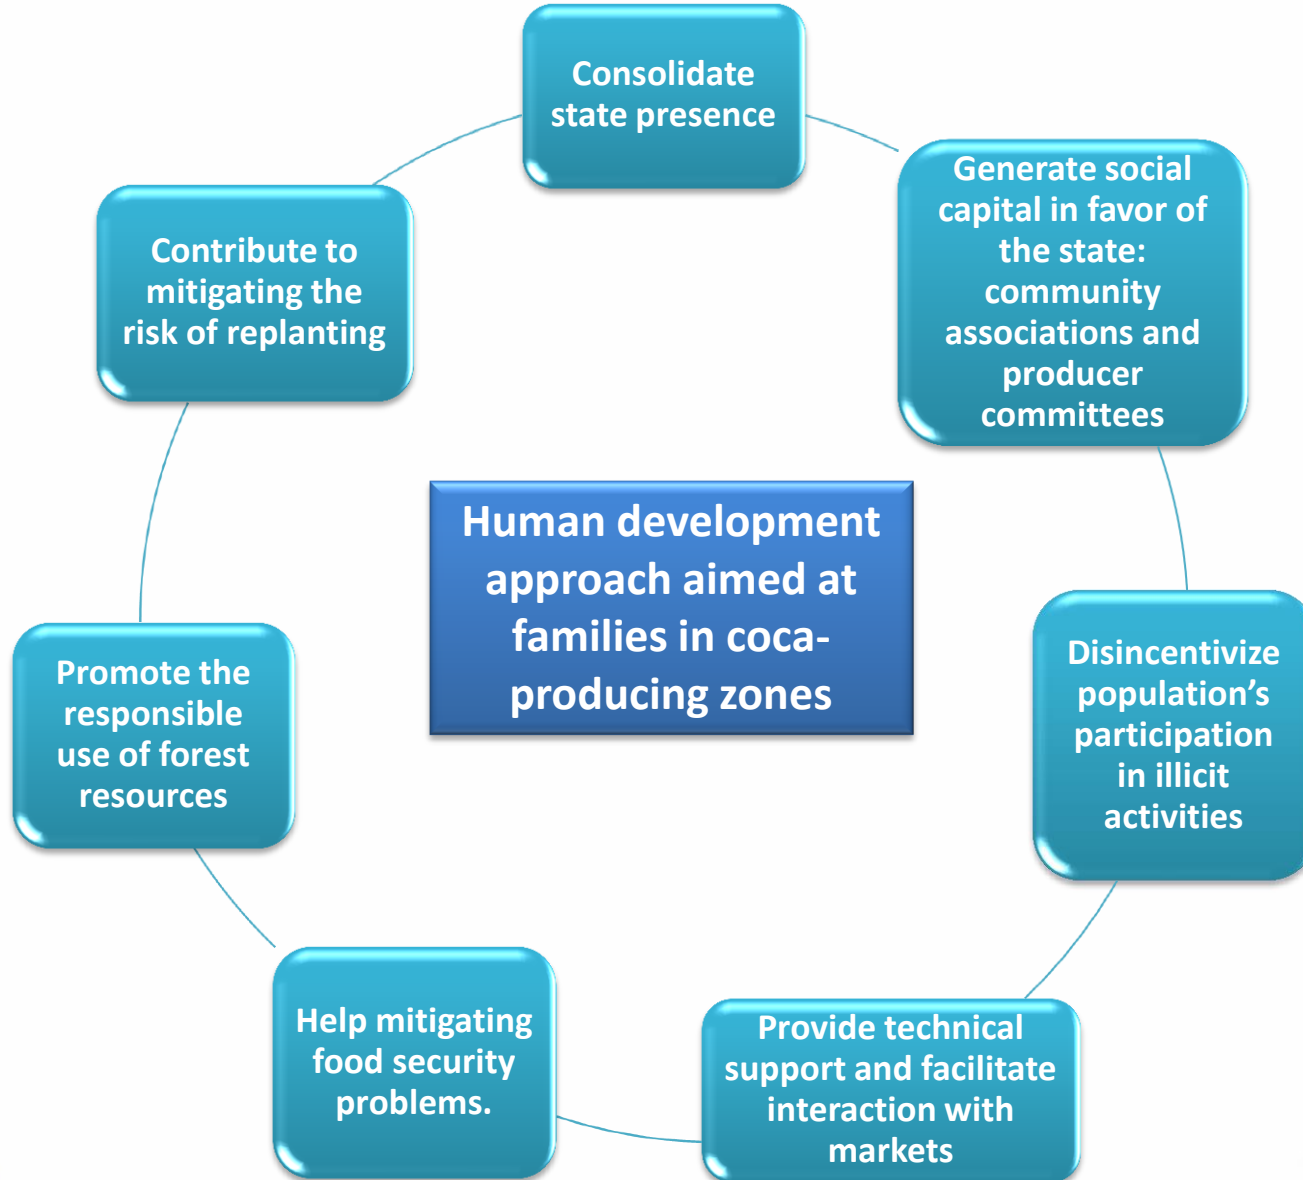 Consolidate
state presence
Generate social
capital in favor of
the state:
community
associations and
producer
committees
Disincentivize
population’s
participation
in illicit
activities
Provide technical
support and facilitate
interaction with
markets
Help mitigating
food security
problems.
Promote the
responsible
use of forest
resources
Contribute to
mitigating the
risk of replanting
Human development
approach aimed at
families in coca-
producing zones